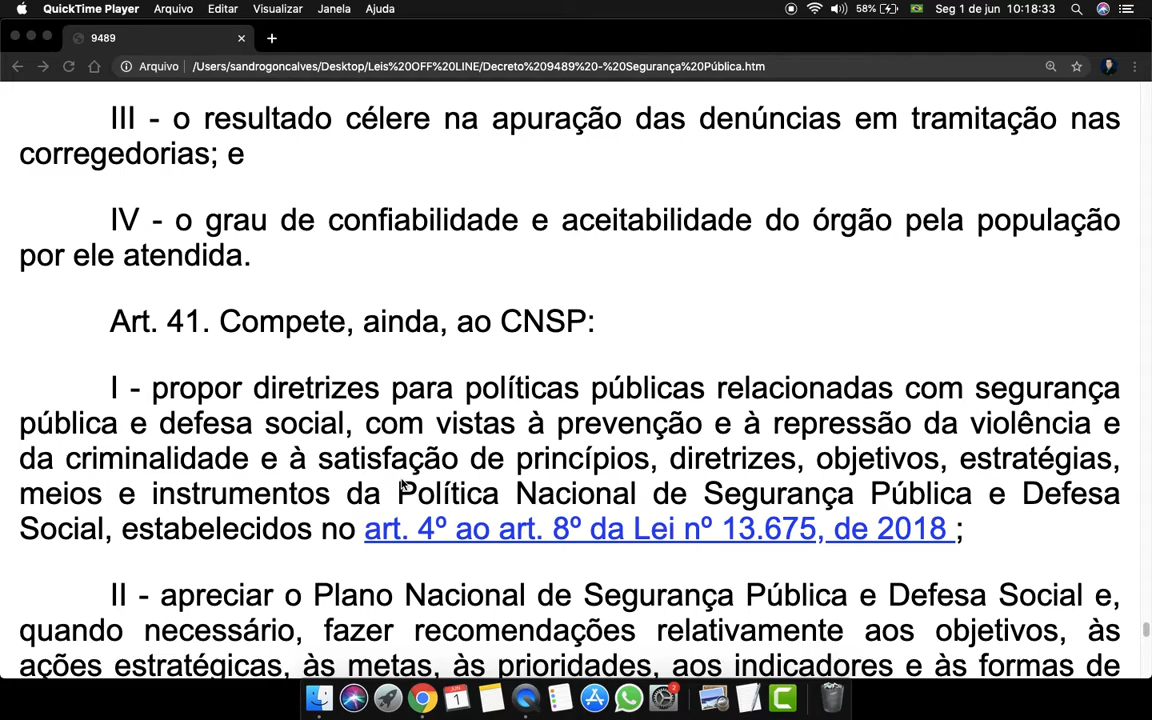 QuickTime Player Arquivo Editar Visualizar Janela Ajuda 58% Seg 1 de jun 10:18:33
9489
Arquivo /Users/sandrogoncalves/Desktop/Leis%20OFF%20LINE/Decreto%209489%20-%20Segurança%20Pública.htm
III - o resultado célere na apuração das denúncias em tramitação nas
corregedorias; e
IV - o grau de confiabilidade e aceitabilidade do órgão pela população
por ele atendida.
Art. 41. Compete, ainda, ao CNSP:
I - propor diretrizes para políticas públicas relacionadas com segurança
pública e defesa social, com vistas à prevenção e à repressão da violência e
da criminalidade e à satisfação de princípios, diretrizes, objetivos, estratégias,
meios e instrumentos da Política Nacional de Segurança Pública e Defesa
Social, estabelecidos no art. 4º ao art. 8º da Lei nº 13.675, de 2018 ;
II - apreciar o Plano Nacional de Segurança Pública e Defesa Social e,
quando necessário, fazer recomendações relativamente aos objetivos, às
ações estratégicas, às metas, às prioridades, aos indicadores e às formas de
JUN
1
2